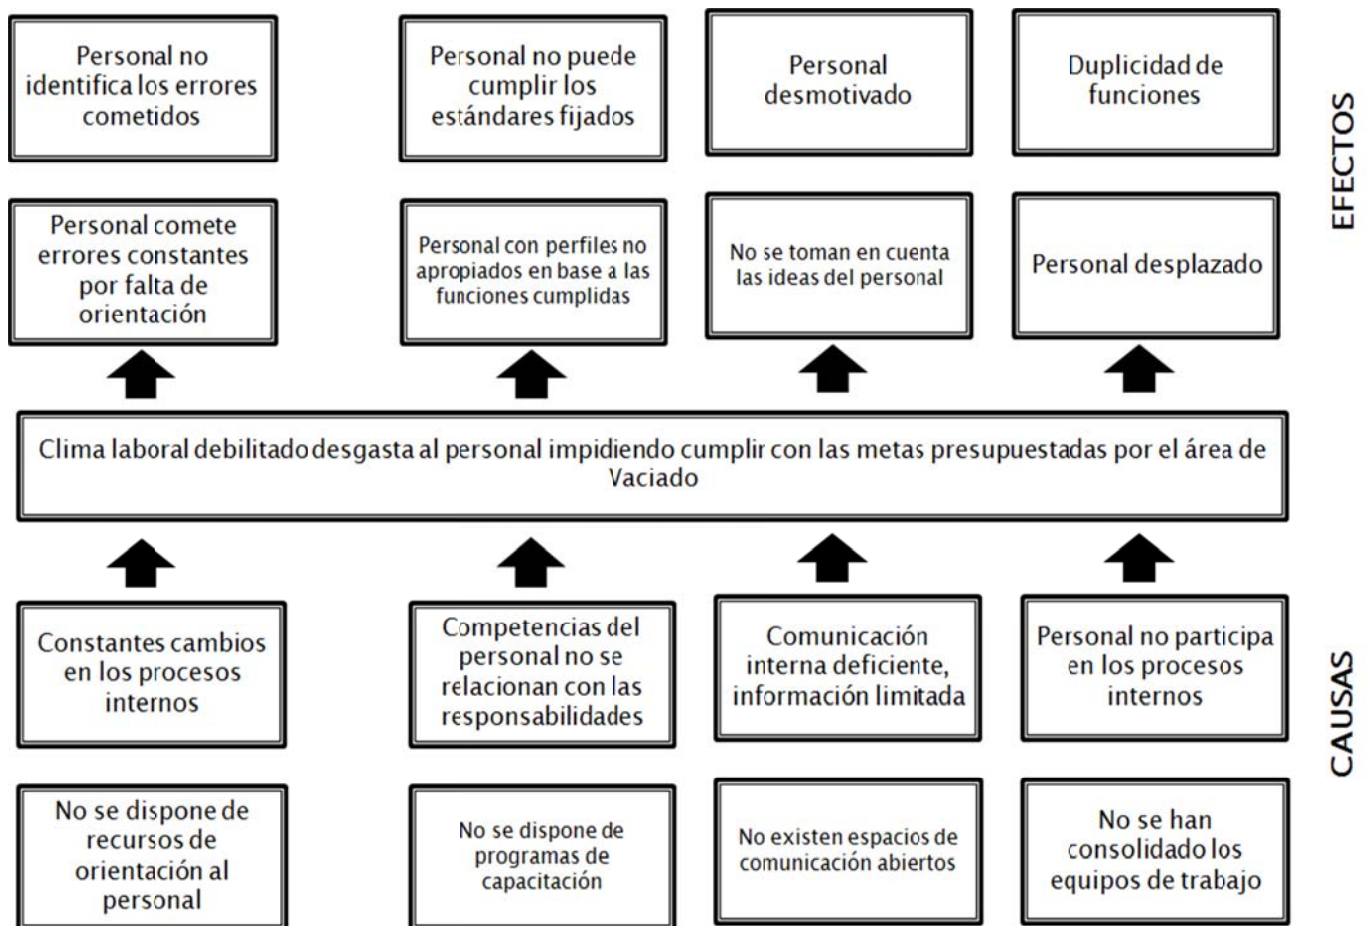 Personal no
identifica los errores
cometidos
Personal no puede
cumplir los
estándares fijados
Personal
desmotivado
Duplicidad de
funciones
EFECTOS
Personal comete
errores constantes
por falta de
orientación
Personal con perfiles no
apropiados en base a las
funciones cumplidas
No se toman en cuenta
las ideas del personal
Personal desplazado
Clima laboral debilitado desgasta al personal impidiendo cumplir con las metas presupuestadas por el área de
Vaciado
Constantes cambios
en los procesos
internos
Competencias del
personal no se
relacionan con las
responsabilidades
Comunicación
interna deficiente,
información limitada
Personal no participa
en los procesos
internos
CAUSAS
No se dispone de
recursos de
orientación al
personal
No se dispone de
programas de
capacitación
No existen espacios de
comunicación abiertos
No se han
consolidado los
equipos de trabajo